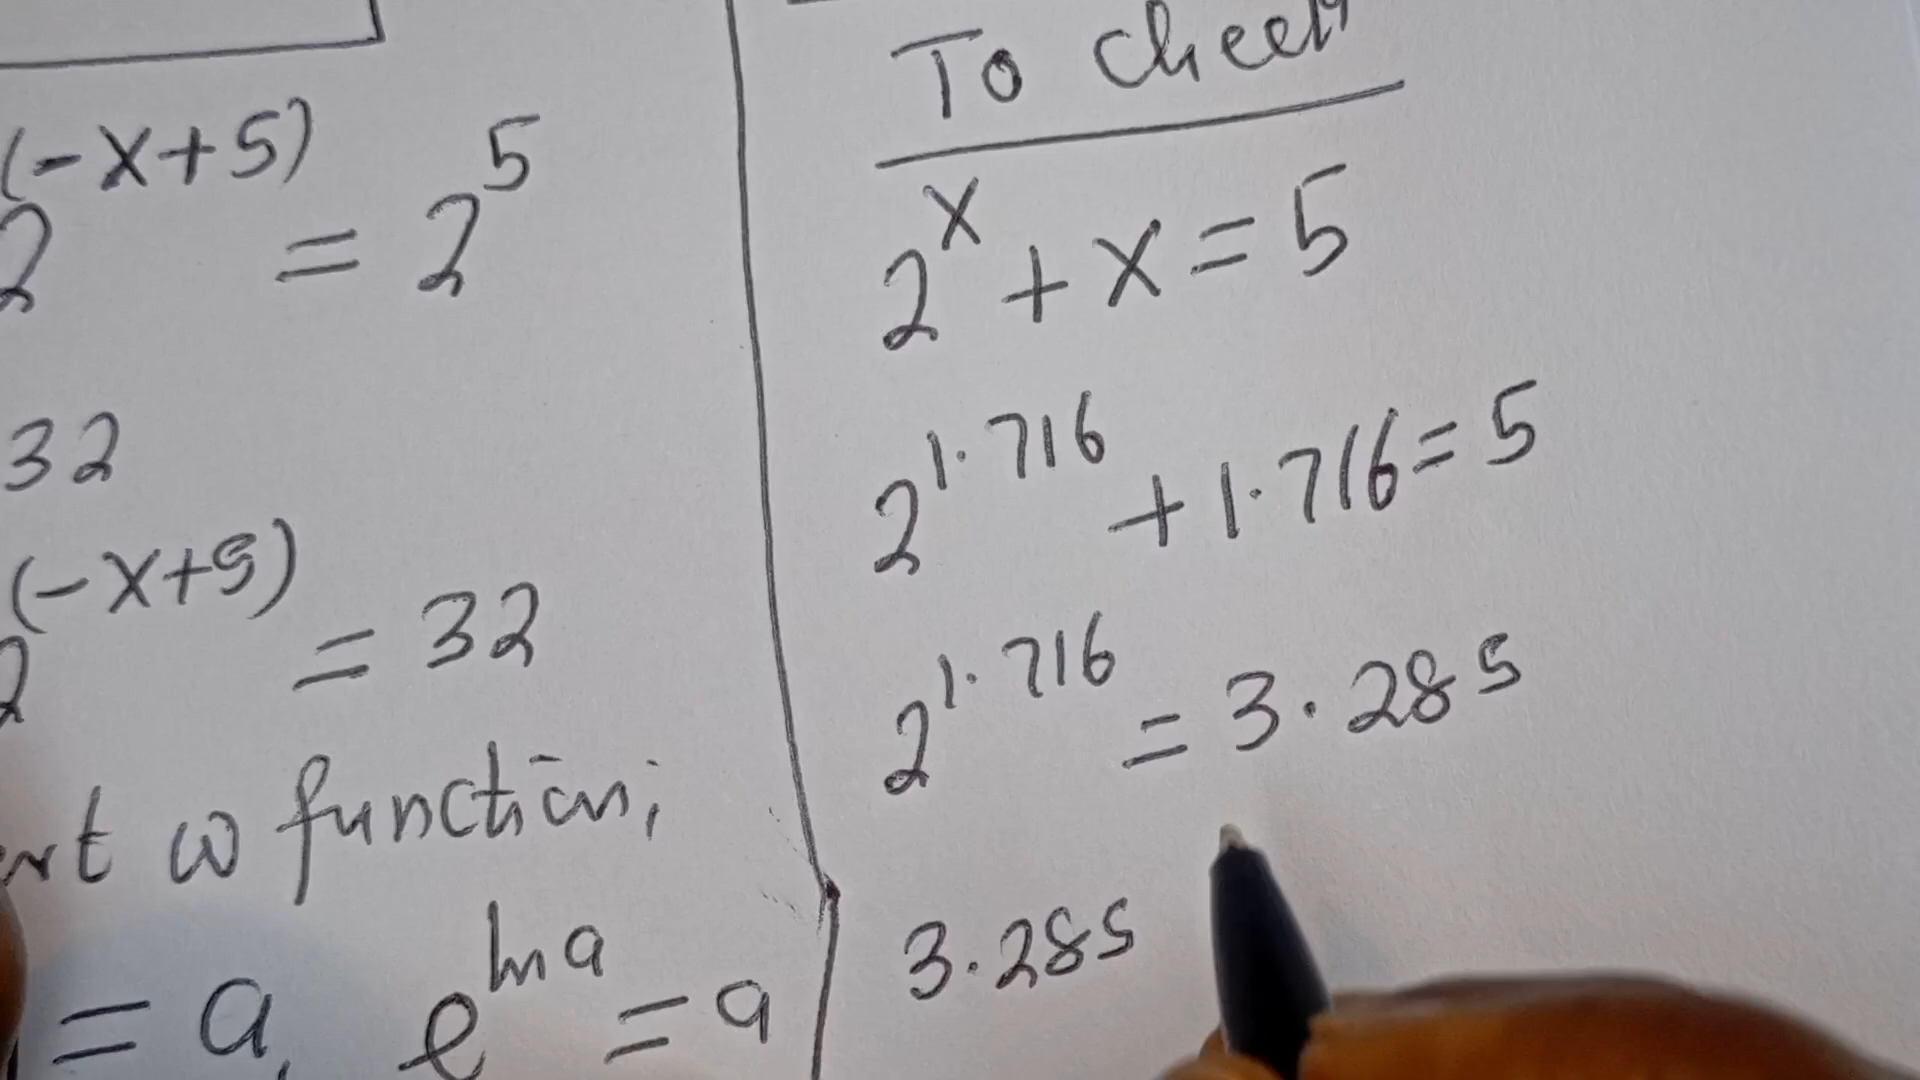 (-x+5)
2 = 2^5
32
(-x+5)
2 = 32
w function;
= a, e^ln a = a
To check
2^x + x = 5
2^1.716 + 1.716 = 5
2^1.716 = 3.285
3.285